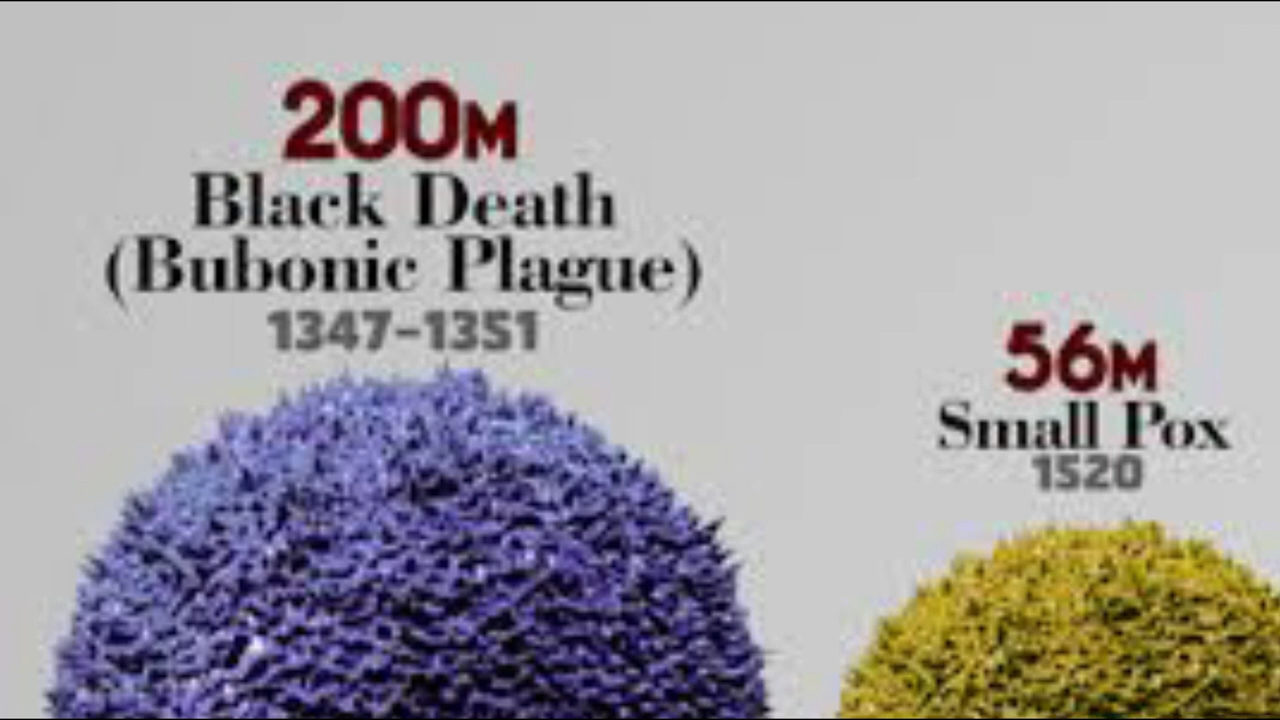 200M
Black Death
(Bubonic Plague)
1347–1351
56M
Small Pox
1520